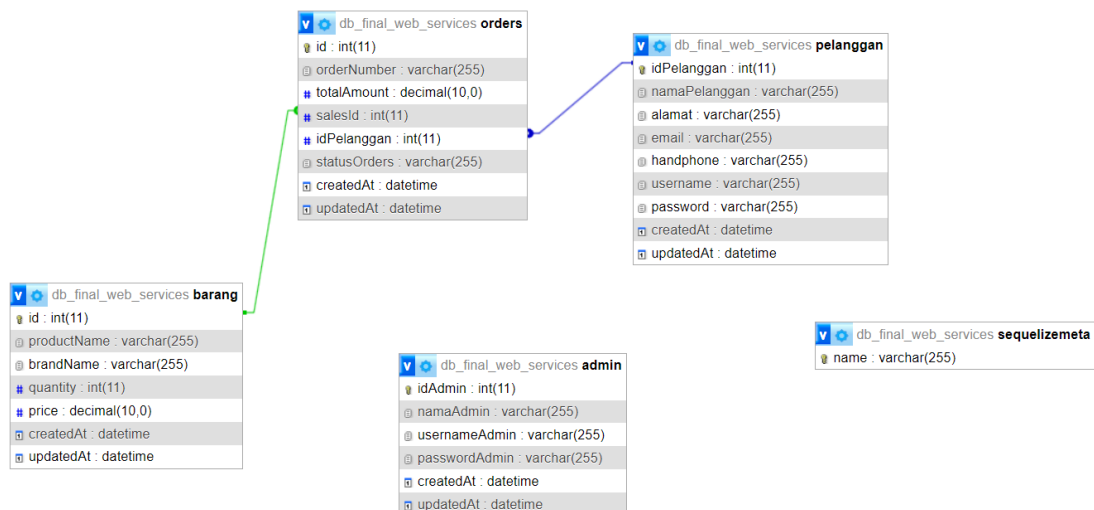 db_final_web_services orders
id : int(11)
orderNumber : varchar(255)
totalAmount : decimal(10,0)
salesId : int(11)
idPelanggan : int(11)
statusOrders : varchar(255)
createdAt : datetime
updatedAt : datetime
db_final_web_services pelanggan
idPelanggan : int(11)
namaPelanggan : varchar(255)
alamat : varchar(255)
email : varchar(255)
handphone : varchar(255)
username : varchar(255)
password : varchar(255)
createdAt : datetime
updatedAt : datetime
db_final_web_services barang
id : int(11)
productName : varchar(255)
brandName : varchar(255)
quantity : int(11)
price : decimal(10,0)
createdAt : datetime
updatedAt : datetime
db_final_web_services admin
idAdmin : int(11)
namaAdmin : varchar(255)
usernameAdmin : varchar(255)
passwordAdmin : varchar(255)
createdAt : datetime
updatedAt : datetime
db_final_web_services sequelizemeta
name : varchar(255)